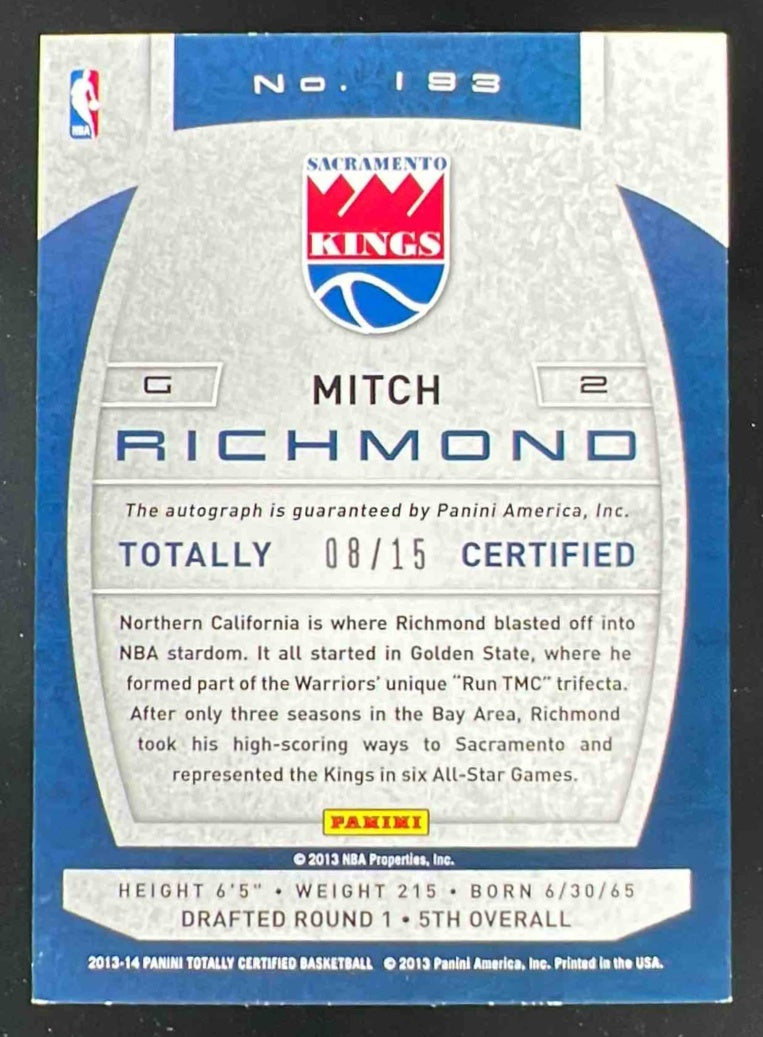 No. 193
NBA
SACRAMENTO
KINGS
G
MITCH
2
RICHMOND
The autograph is guaranteed by Panini America, Inc.
TOTALLY 08/15 CERTIFIED
Northern California is where Richmond blasted off into
NBA stardom. It all started in Golden State, where he
formed part of the Warriors' unique "Run TMC" trifecta.
After only three seasons in the Bay Area, Richmond
took his high-scoring ways to Sacramento and
represented the Kings in six All-Star Games.
PANINI
© 2013 NBA Properties, Inc.
HEIGHT 6'5" • WEIGHT 215 • BORN 6/30/65
DRAFTED ROUND 1 • 5TH OVERALL
2013-14 PANINI TOTALLY CERTIFIED BASKETBALL © 2013 Panini America, Inc. Printed in the USA.